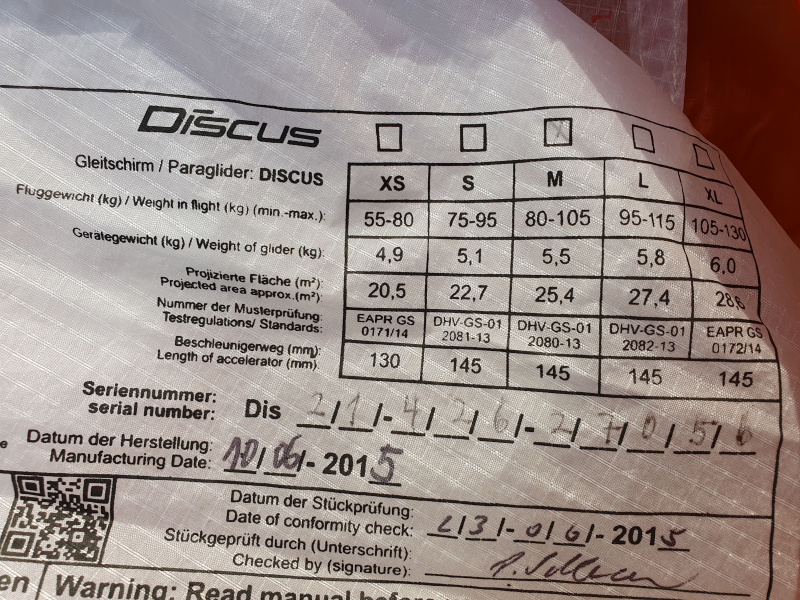 DISCUS
Gleitschirm / Paraglider: DISCUS
XS S M L XL
Fluggewicht (kg) / Weight in flight (kg) (min.-max.): 55-80 75-95 80-105 95-115 105-130
Gerätegewicht (kg) / Weight of glider (kg): 4,9 5,1 5,5 5,8 6,0
Projizierte Fläche (m²):
Projected area approx.(m²): 20,5 22,7 25,4 27,4
Nummer der Musterprüfung:
Testregulations/ Standards: EAPR GS 0171/14 DHV-GS-01 2081-13 DHV-GS-01 2080-13 DHV-GS-01 2082-13 EAPR GS 0172/14
Beschleunigerweg (mm):
Length of accelerator (mm): 130 145 145 145 145
Seriennummer:
serial number: Dis 2/1/-4/2/6/-2/7/0/5/6
Datum der Herstellung:
Manufacturing Date: 10/06/-2015
Datum der Stückprüfung:
Date of conformity check: 2/3/-0/6/-2015
Stückgeprüft durch (Unterschrift):
Checked by (signature):
Warning: Read manual before